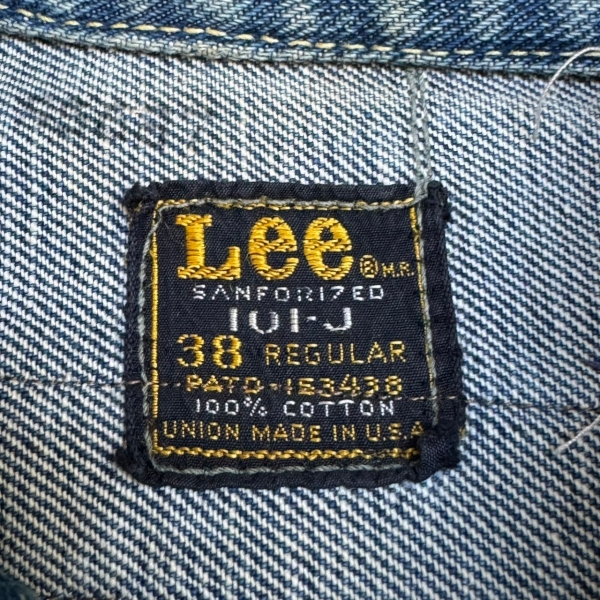 Lee ® M.R.
SANFORIZED
101-J
38 REGULAR
PATD-153438
100% COTTON
UNION MADE IN U.S.A